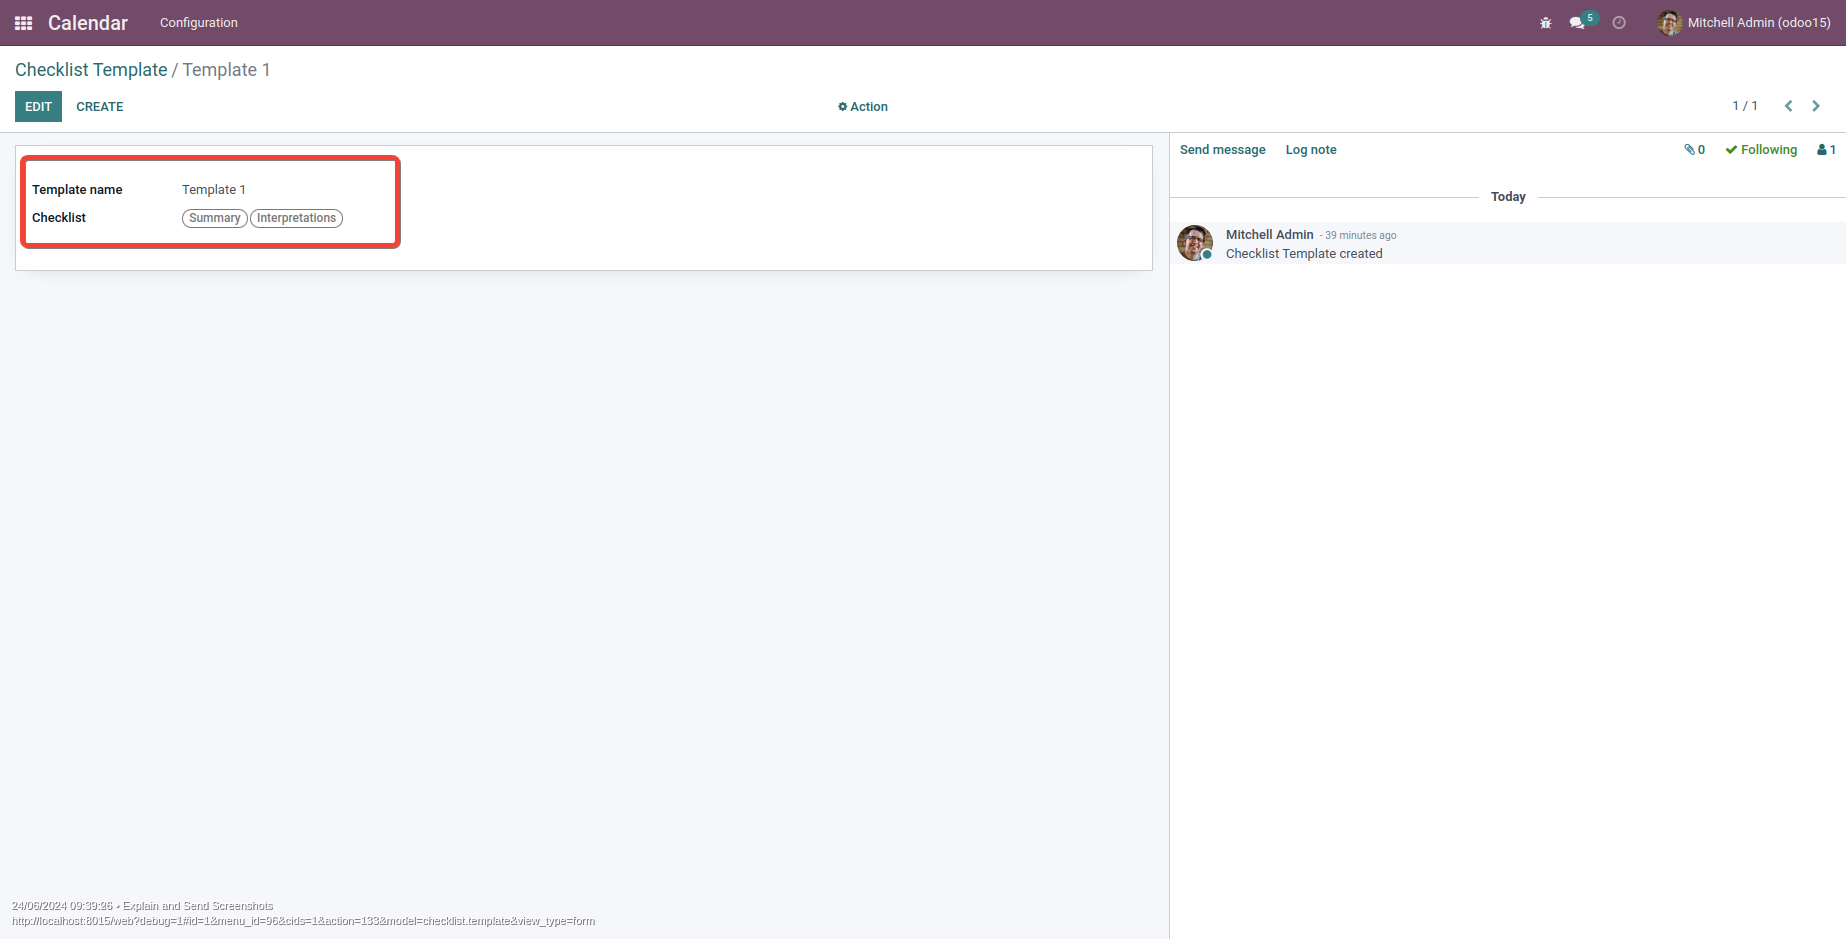 Calendar Configuration 5 Mitchell Admin (odoo15)
Checklist Template / Template 1
EDIT CREATE Action 1 / 1
Send message Log note 0 Following 1
Template name Template 1
Checklist Summary Interpretations
Today
Mitchell Admin - 39 minutes ago
Checklist Template created
24/06/2024 09:39:26 • Explain and Send Screenshots
http://localhost:8015/web?debug=1#id=1&menu_id=96&cids=1&action=133&model=checklist.template&view_type=form